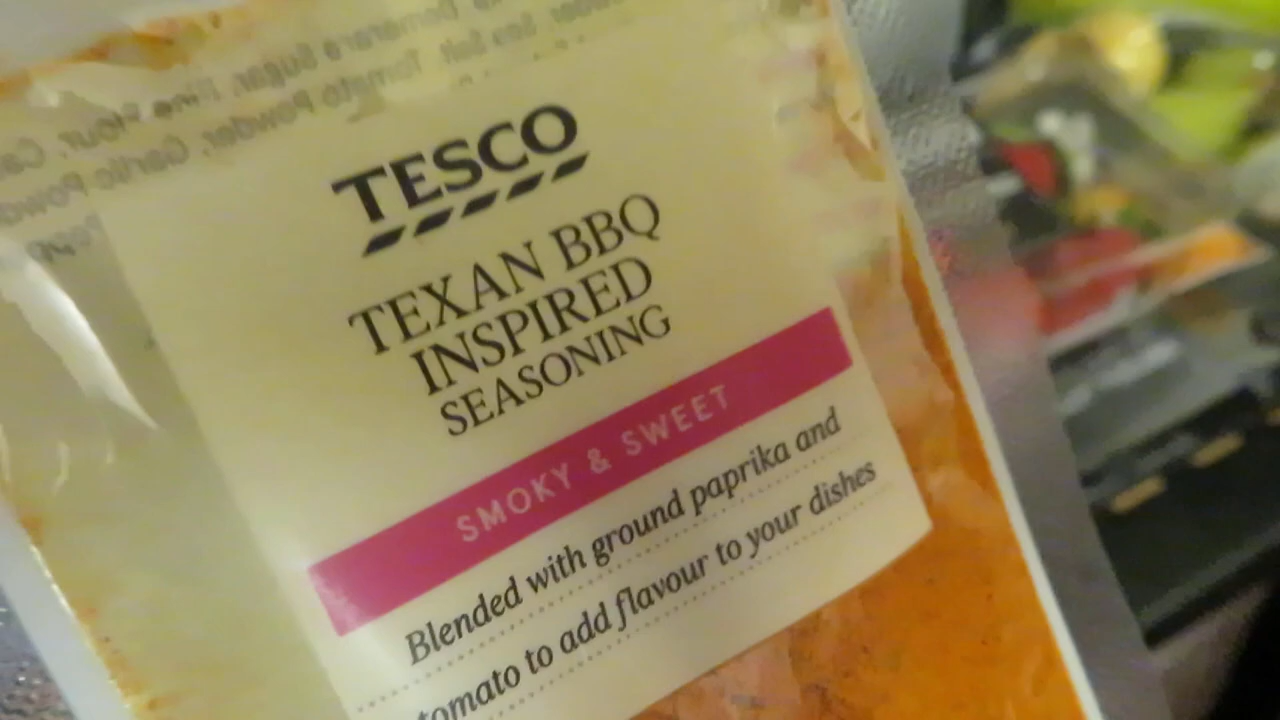 TESCO
TEXAN BBQ
INSPIRED
SEASONING
SMOKY & SWEET
Blended with ground paprika and
tomato to add flavour to your dishes
Demerara Sugar, Rice Flour,
Sea Salt, Tomato Powder, Garlic